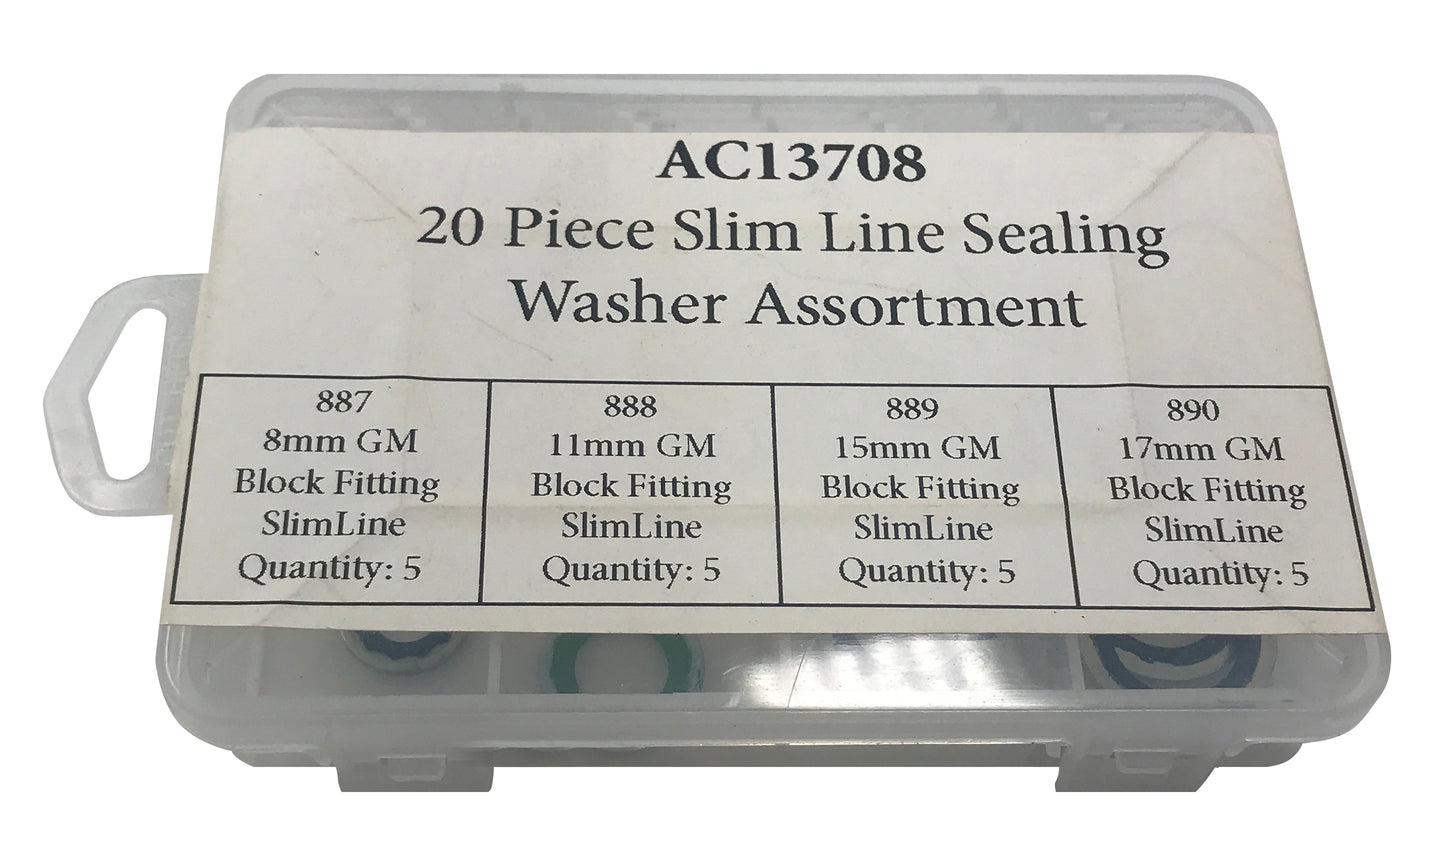 AC13708
20 Piece Slim Line Sealing
Washer Assortment
887
8mm GM
Block Fitting
SlimLine
Quantity: 5
888
11mm GM
Block Fitting
SlimLine
Quantity: 5
889
15mm GM
Block Fitting
SlimLine
Quantity: 5
890
17mm GM
Block Fitting
SlimLine
Quantity: 5